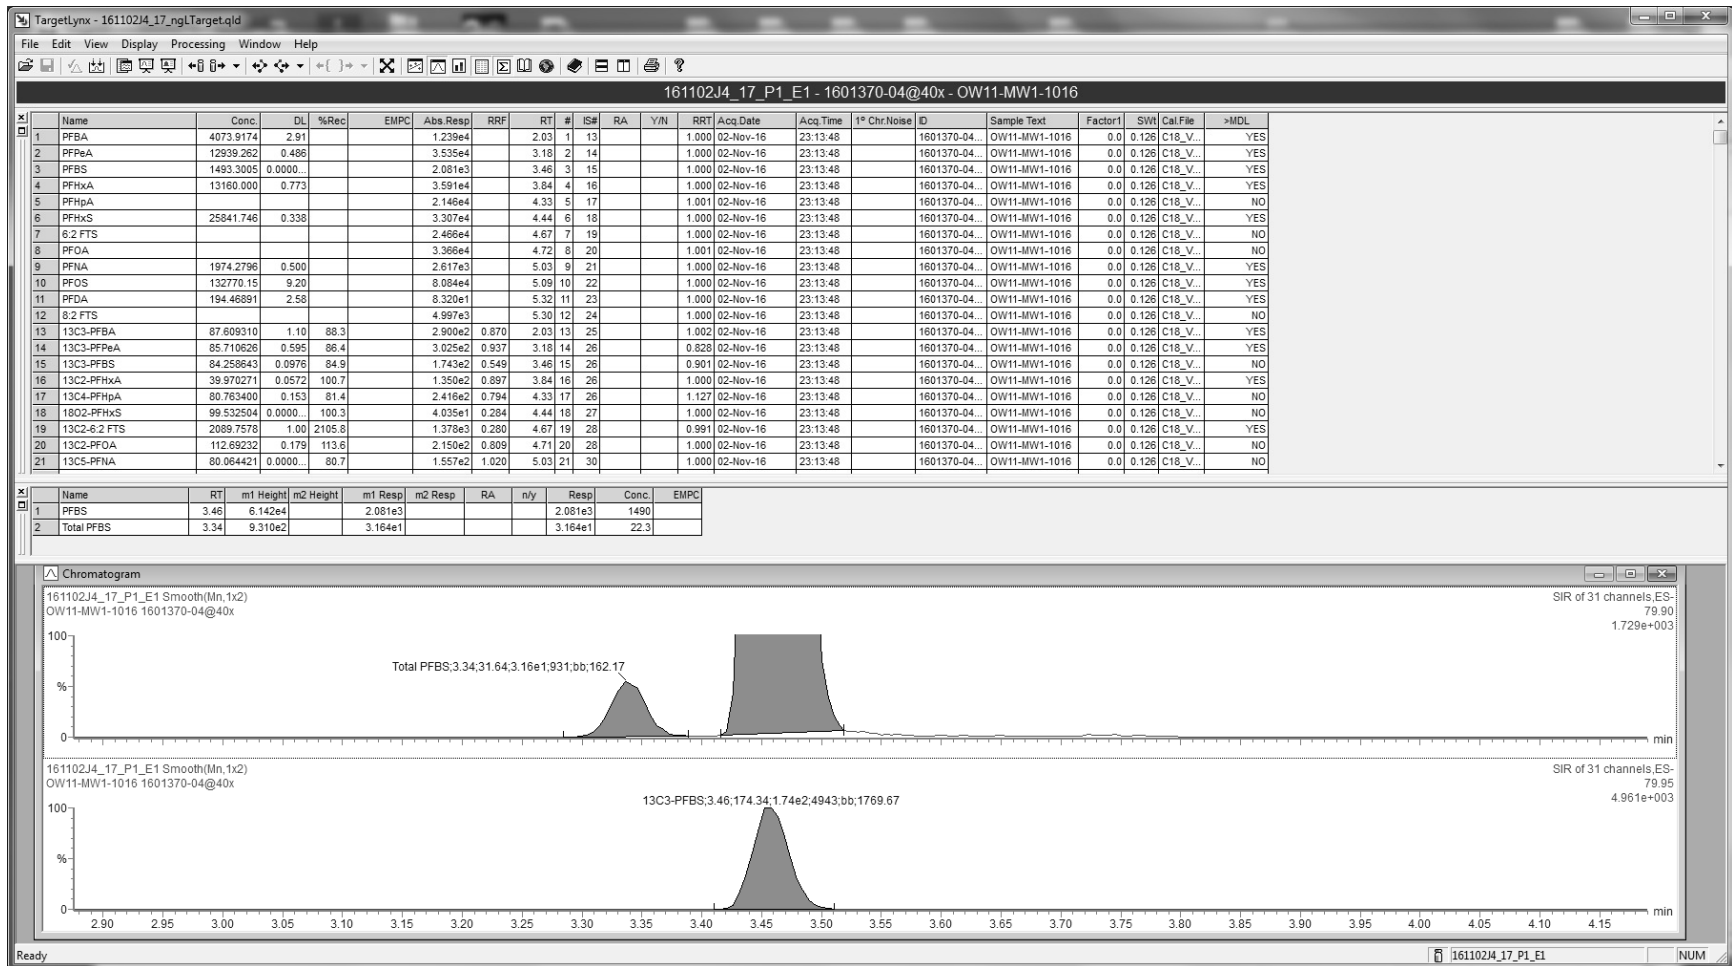 TargetLynx - 161102J4_17_ngLTarget.qld
File Edit View Display Processing Window Help
161102J4_17_P1_E1 - 1601370-04@40x - OW11-MW1-1016
Name Conc. DL %Rec EMPC Abs.Resp RRF RT # IS# RA Y/N RRT Acq.Date Acq.Time 1° Chr.Noise ID Sample Text Factor1 SWt Cal.File >MDL
1 PFBA 4073.9174 2.91 1.239e4 2.03 1 13 1.000 02-Nov-16 23:13:48 1601370-04... OW11-MW1-1016 0.0 0.126 C18_V... YES
2 PFPeA 12939.262 0.486 3.535e4 3.18 2 14 1.000 02-Nov-16 23:13:48 1601370-04... OW11-MW1-1016 0.0 0.126 C18_V... YES
3 PFBS 1493.3005 0.0000... 2.081e3 3.46 3 15 1.000 02-Nov-16 23:13:48 1601370-04... OW11-MW1-1016 0.0 0.126 C18_V... YES
4 PFHxA 13160.000 0.773 3.591e4 3.84 4 16 1.000 02-Nov-16 23:13:48 1601370-04... OW11-MW1-1016 0.0 0.126 C18_V... YES
5 PFHpA 2.146e4 4.33 5 17 1.001 02-Nov-16 23:13:48 1601370-04... OW11-MW1-1016 0.0 0.126 C18_V... NO
6 PFHxS 25841.746 0.338 3.307e4 4.44 6 18 1.000 02-Nov-16 23:13:48 1601370-04... OW11-MW1-1016 0.0 0.126 C18_V... YES
7 6:2 FTS 2.466e4 4.67 7 19 1.000 02-Nov-16 23:13:48 1601370-04... OW11-MW1-1016 0.0 0.126 C18_V... NO
8 PFOA 3.366e4 4.72 8 20 1.001 02-Nov-16 23:13:48 1601370-04... OW11-MW1-1016 0.0 0.126 C18_V... NO
9 PFNA 1974.2796 0.500 2.617e3 5.03 9 21 1.000 02-Nov-16 23:13:48 1601370-04... OW11-MW1-1016 0.0 0.126 C18_V... YES
10 PFOS 132770.15 9.20 8.084e4 5.09 10 22 1.000 02-Nov-16 23:13:48 1601370-04... OW11-MW1-1016 0.0 0.126 C18_V... YES
11 PFDA 194.46891 2.58 8.320e1 5.32 11 23 1.000 02-Nov-16 23:13:48 1601370-04... OW11-MW1-1016 0.0 0.126 C18_V... YES
12 8:2 FTS 4.997e3 5.30 12 24 1.000 02-Nov-16 23:13:48 1601370-04... OW11-MW1-1016 0.0 0.126 C18_V... NO
13 13C3-PFBA 87.609310 1.10 88.3 2.900e2 0.870 2.03 13 25 1.002 02-Nov-16 23:13:48 1601370-04... OW11-MW1-1016 0.0 0.126 C18_V... YES
14 13C3-PFPeA 85.710626 0.595 86.4 3.025e2 0.937 3.18 14 26 0.828 02-Nov-16 23:13:48 1601370-04... OW11-MW1-1016 0.0 0.126 C18_V... YES
15 13C3-PFBS 84.258643 0.0976 84.9 1.743e2 0.549 3.46 15 26 0.901 02-Nov-16 23:13:48 1601370-04... OW11-MW1-1016 0.0 0.126 C18_V... NO
16 13C2-PFHxA 39.970271 0.0572 100.7 1.350e2 0.897 3.84 16 26 1.000 02-Nov-16 23:13:48 1601370-04... OW11-MW1-1016 0.0 0.126 C18_V... YES
17 13C4-PFHpA 80.763400 0.153 81.4 2.416e2 0.794 4.33 17 26 1.127 02-Nov-16 23:13:48 1601370-04... OW11-MW1-1016 0.0 0.126 C18_V... NO
18 18O2-PFHxS 99.532504 0.0000... 100.3 4.035e1 0.284 4.44 18 27 1.000 02-Nov-16 23:13:48 1601370-04... OW11-MW1-1016 0.0 0.126 C18_V... NO
19 13C2-6:2 FTS 2089.7578 1.00 2105.8 1.378e3 0.280 4.67 19 28 0.991 02-Nov-16 23:13:48 1601370-04... OW11-MW1-1016 0.0 0.126 C18_V... YES
20 13C2-PFOA 112.69232 0.179 113.6 2.150e2 0.809 4.71 20 28 1.000 02-Nov-16 23:13:48 1601370-04... OW11-MW1-1016 0.0 0.126 C18_V... NO
21 13C5-PFNA 80.064421 0.0000... 80.7 1.557e2 1.020 5.03 21 30 1.000 02-Nov-16 23:13:48 1601370-04... OW11-MW1-1016 0.0 0.126 C18_V... NO
Name RT m1 Height m2 Height m1 Resp m2 Resp RA n/y Resp Conc. EMPC
1 PFBS 3.46 6.142e4 2.081e3 2.081e3 1490
2 Total PFBS 3.34 9.310e2 3.164e1 3.164e1 22.3
Chromatogram
161102J4_17_P1_E1 Smooth(Mn,1x2) SIR of 31 channels,ES-
OW11-MW1-1016 1601370-04@40x 79.90
1.729e+003
100
Total PFBS;3.34;31.64;3.16e1;931;bb;162.17
%
0
min
161102J4_17_P1_E1 Smooth(Mn,1x2) SIR of 31 channels,ES-
OW11-MW1-1016 1601370-04@40x 79.95
4.961e+003
13C3-PFBS;3.46;174.34;1.74e2;4943;bb;1769.67
100
%
0
min
2.90 2.95 3.00 3.05 3.10 3.15 3.20 3.25 3.30 3.35 3.40 3.45 3.50 3.55 3.60 3.65 3.70 3.75 3.80 3.85 3.90 3.95 4.00 4.05 4.10 4.15
Ready 161102J4_17_P1_E1 NUM